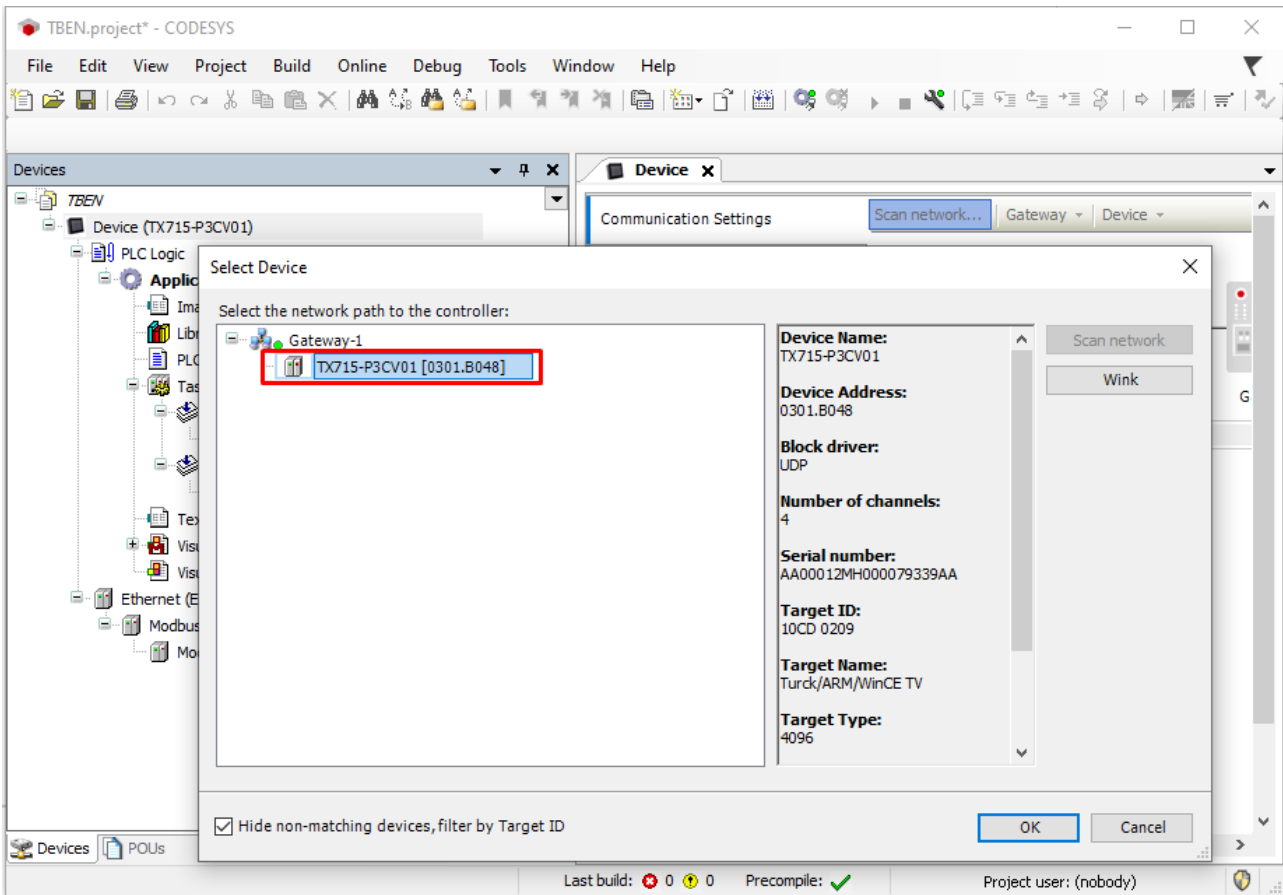 TBEN.project* - CODESYS
File Edit View Project Build Online Debug Tools Window Help
Devices
Device
TBEN
Device (TX715-P3CV01)
PLC Logic
Communication Settings
Scan network...
Gateway
Device
Select Device
Select the network path to the controller:
Gateway-1
TX715-P3CV01 [0301.B048]
Device Name:
TX715-P3CV01
Device Address:
0301.B048
Block driver:
UDP
Number of channels:
4
Serial number:
AA00012MH000079339AA
Target ID:
10CD 0209
Target Name:
Turck/ARM/WinCE TV
Target Type:
4096
Scan network
Wink
G
Applic
Ima
Libr
PLC
Tas
Tex
Visu
Visu
Ethernet (E
Modbus
Mo
Hide non-matching devices, filter by Target ID
OK
Cancel
Devices
POUs
Last build: 0 0 Precompile:
Project user: (nobody)